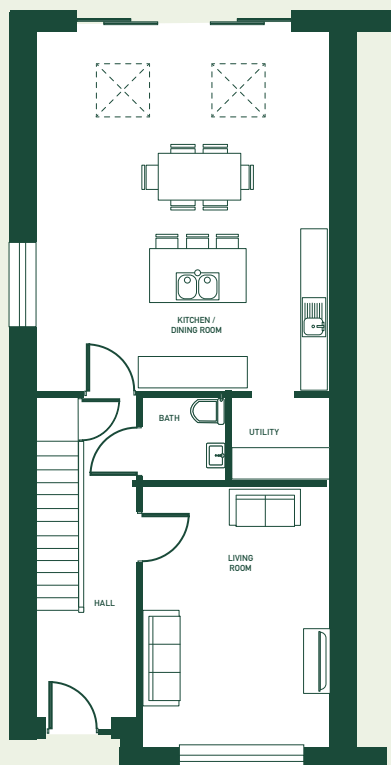 KITCHEN /
DINING ROOM
BATH
UTILITY
LIVING
ROOM
HALL